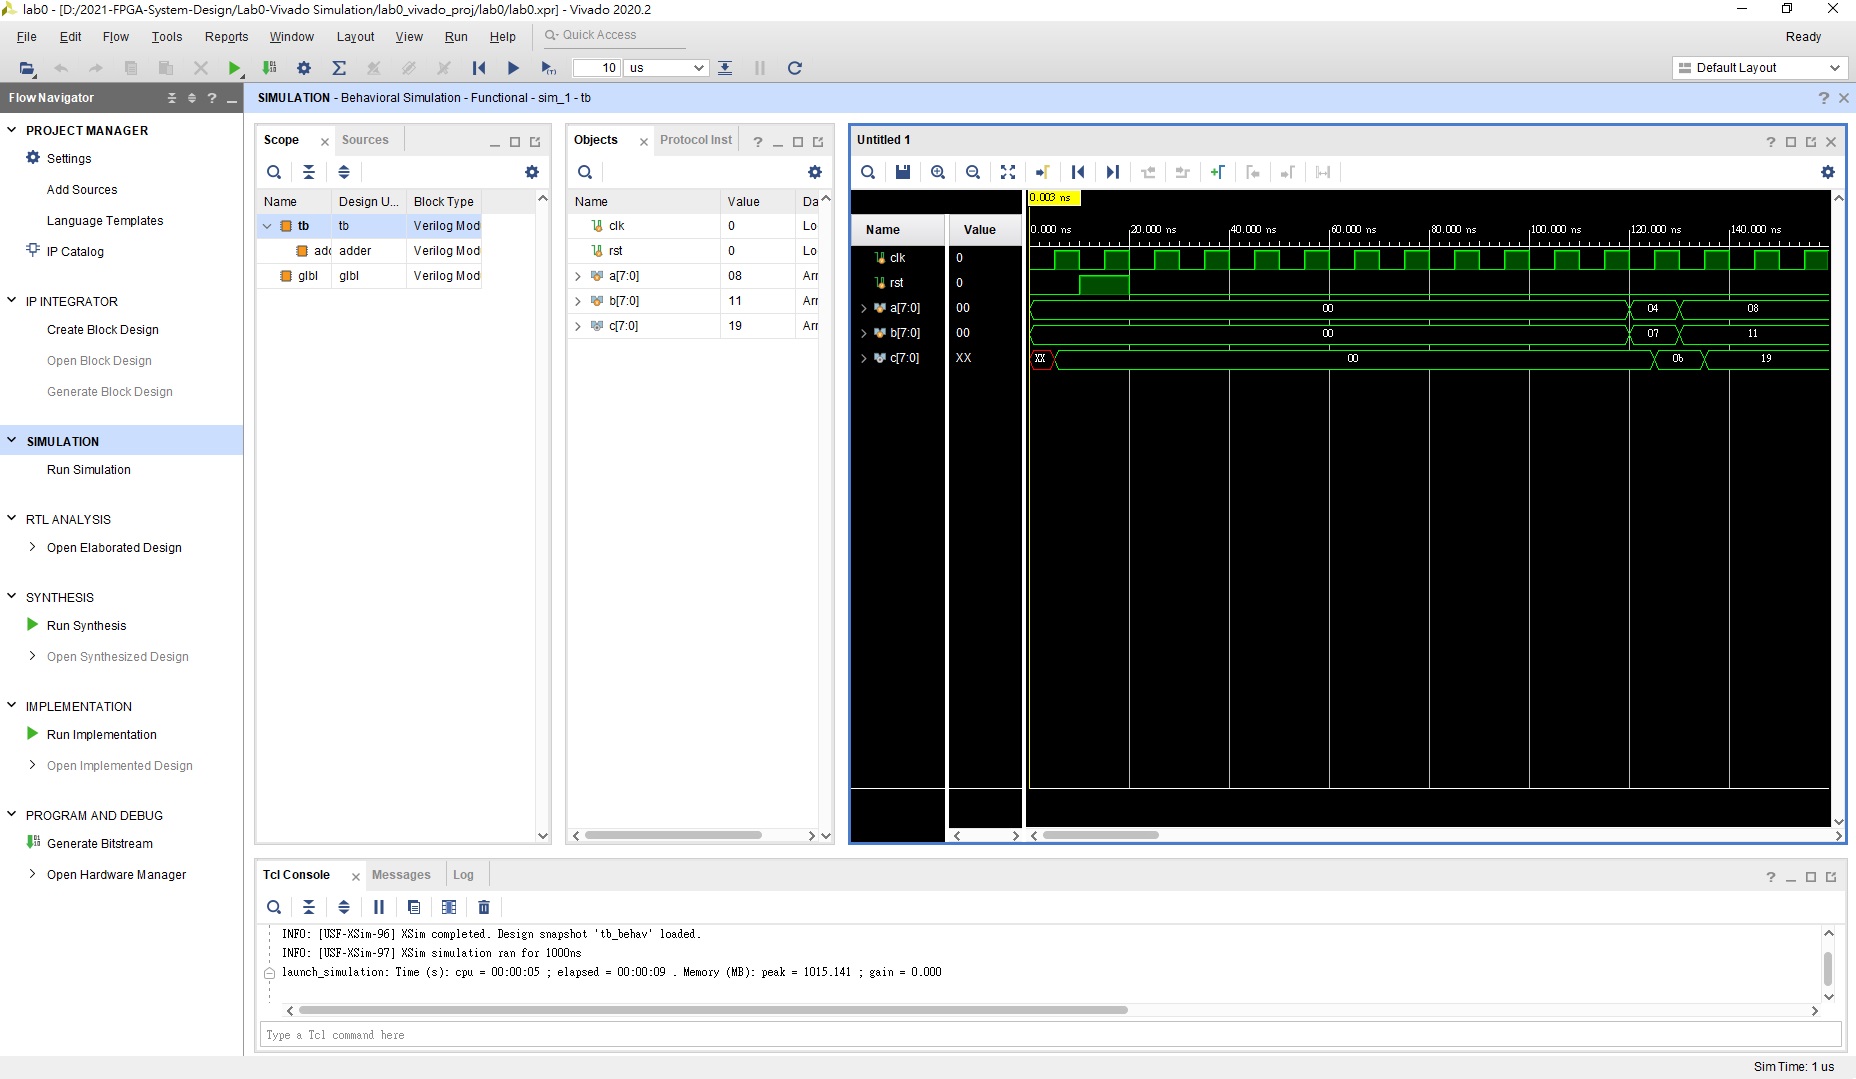 lab0 - [D:/2021-FPGA-System-Design/Lab0-Vivado Simulation/lab0_vivado_proj/lab0/lab0.xpr] - Vivado 2020.2
File Edit Flow Tools Reports Window Layout View Run Help Quick Access
Ready
10 us
Default Layout
Flow Navigator
SIMULATION - Behavioral Simulation - Functional - sim_1 - tb
PROJECT MANAGER
Settings
Add Sources
Language Templates
IP Catalog
IP INTEGRATOR
Create Block Design
Open Block Design
Generate Block Design
SIMULATION
Run Simulation
RTL ANALYSIS
Open Elaborated Design
SYNTHESIS
Run Synthesis
Open Synthesized Design
IMPLEMENTATION
Run Implementation
Open Implemented Design
PROGRAM AND DEBUG
Generate Bitstream
Open Hardware Manager
Scope Sources
Name Design U... Block Type
tb tb Verilog Mod
add adder Verilog Mod
glbl glbl Verilog Mod
Objects Protocol Inst
Name Value Da
clk 0 Lo
rst 0 Lo
a[7:0] 08 Arr
b[7:0] 11 Arr
c[7:0] 19 Arr
Untitled 1
0.003 ns
Name Value
0.000 ns 20.000 ns 40.000 ns 60.000 ns 80.000 ns 100.000 ns 120.000 ns 140.000 ns
clk 0
rst 0
a[7:0] 00 00 04 08
b[7:0] 00 00 07 11
c[7:0] XX XX 00 0b 19
Tcl Console Messages Log
INFO: [USF-XSim-96] XSim completed. Design snapshot 'tb_behav' loaded.
INFO: [USF-XSim-97] XSim simulation ran for 1000ns
launch_simulation: Time (s): cpu = 00:00:05 ; elapsed = 00:00:09 . Memory (MB): peak = 1015.141 ; gain = 0.000
Type a Tcl command here
Sim Time: 1 us